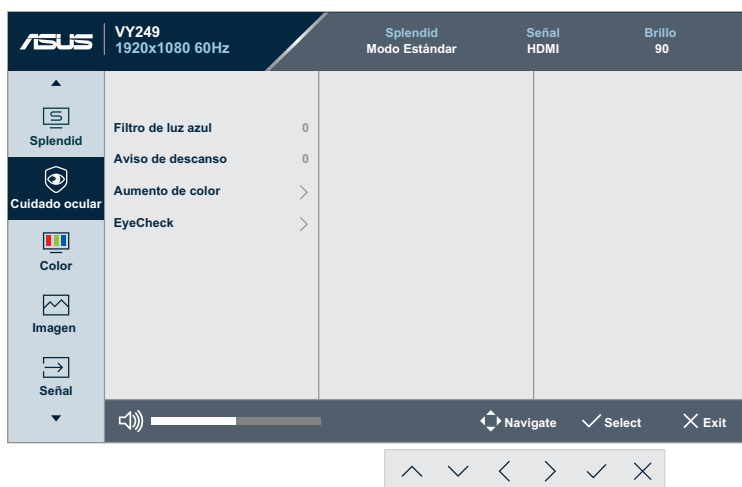 ASUS
VY249
1920x1080 60Hz
Splendid
Modo Estándar
Señal
HDMI
Brillo
90
Splendid
Cuidado ocular
Color
Imagen
Señal
Filtro de luz azul 0
Aviso de descanso 0
Aumento de color
EyeCheck
Navigate
Select
Exit